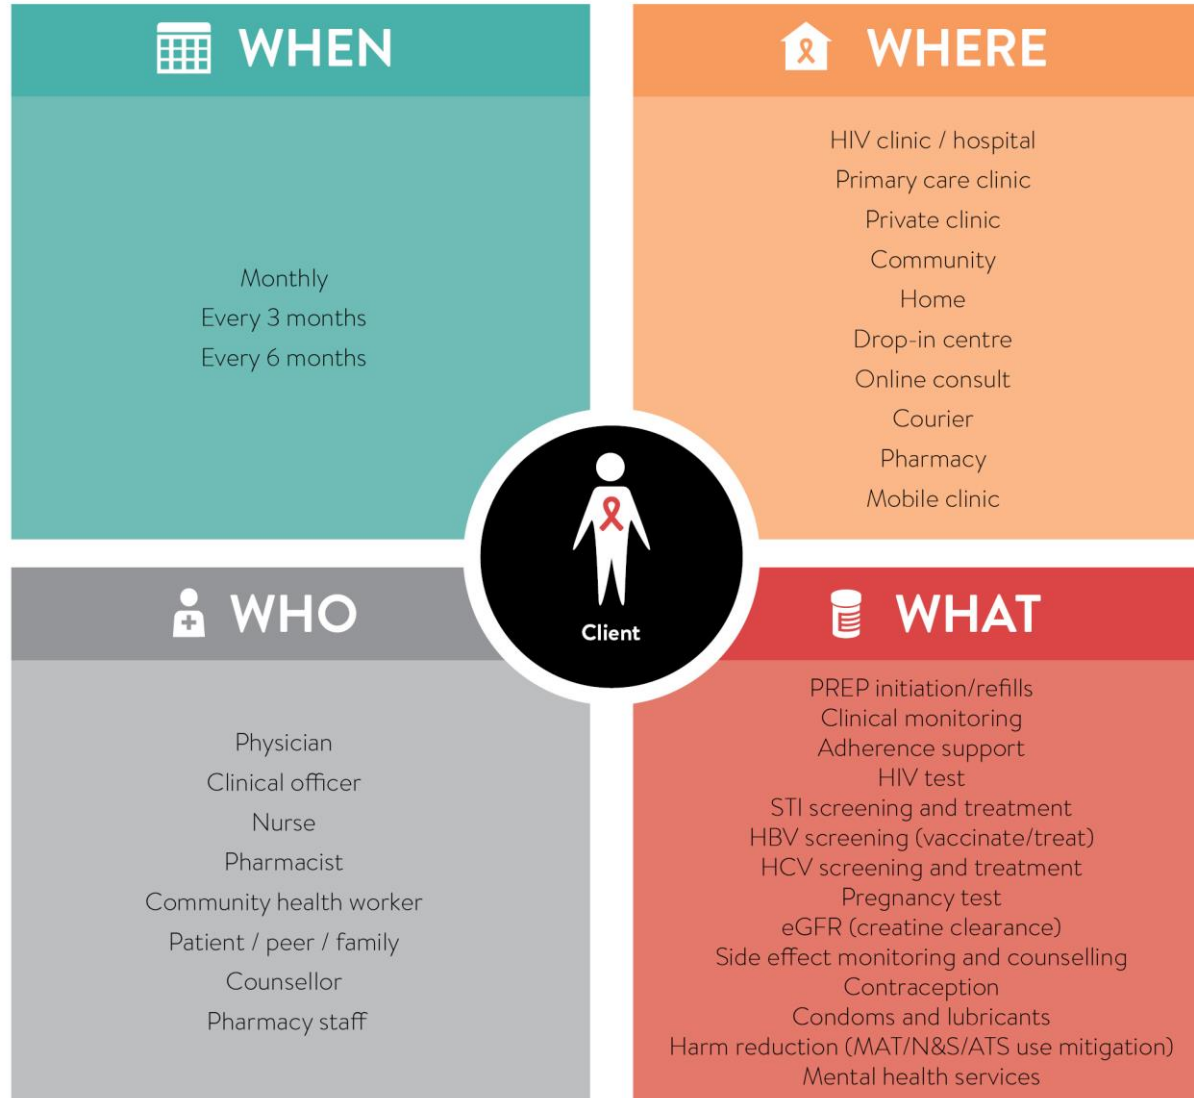 WHEN
Monthly
Every 3 months
Every 6 months
WHERE
HIV clinic / hospital
Primary care clinic
Private clinic
Community
Home
Drop-in centre
Online consult
Courier
Pharmacy
Mobile clinic
Client
WHO
Physician
Clinical officer
Nurse
Pharmacist
Community health worker
Patient / peer / family
Counsellor
Pharmacy staff
WHAT
PREP initiation/refills
Clinical monitoring
Adherence support
HIV test
STI screening and treatment
HBV screening (vaccinate/treat)
HCV screening and treatment
Pregnancy test
eGFR (creatine clearance)
Side effect monitoring and counselling
Contraception
Condoms and lubricants
Harm reduction (MAT/N&S/ATS use mitigation)
Mental health services